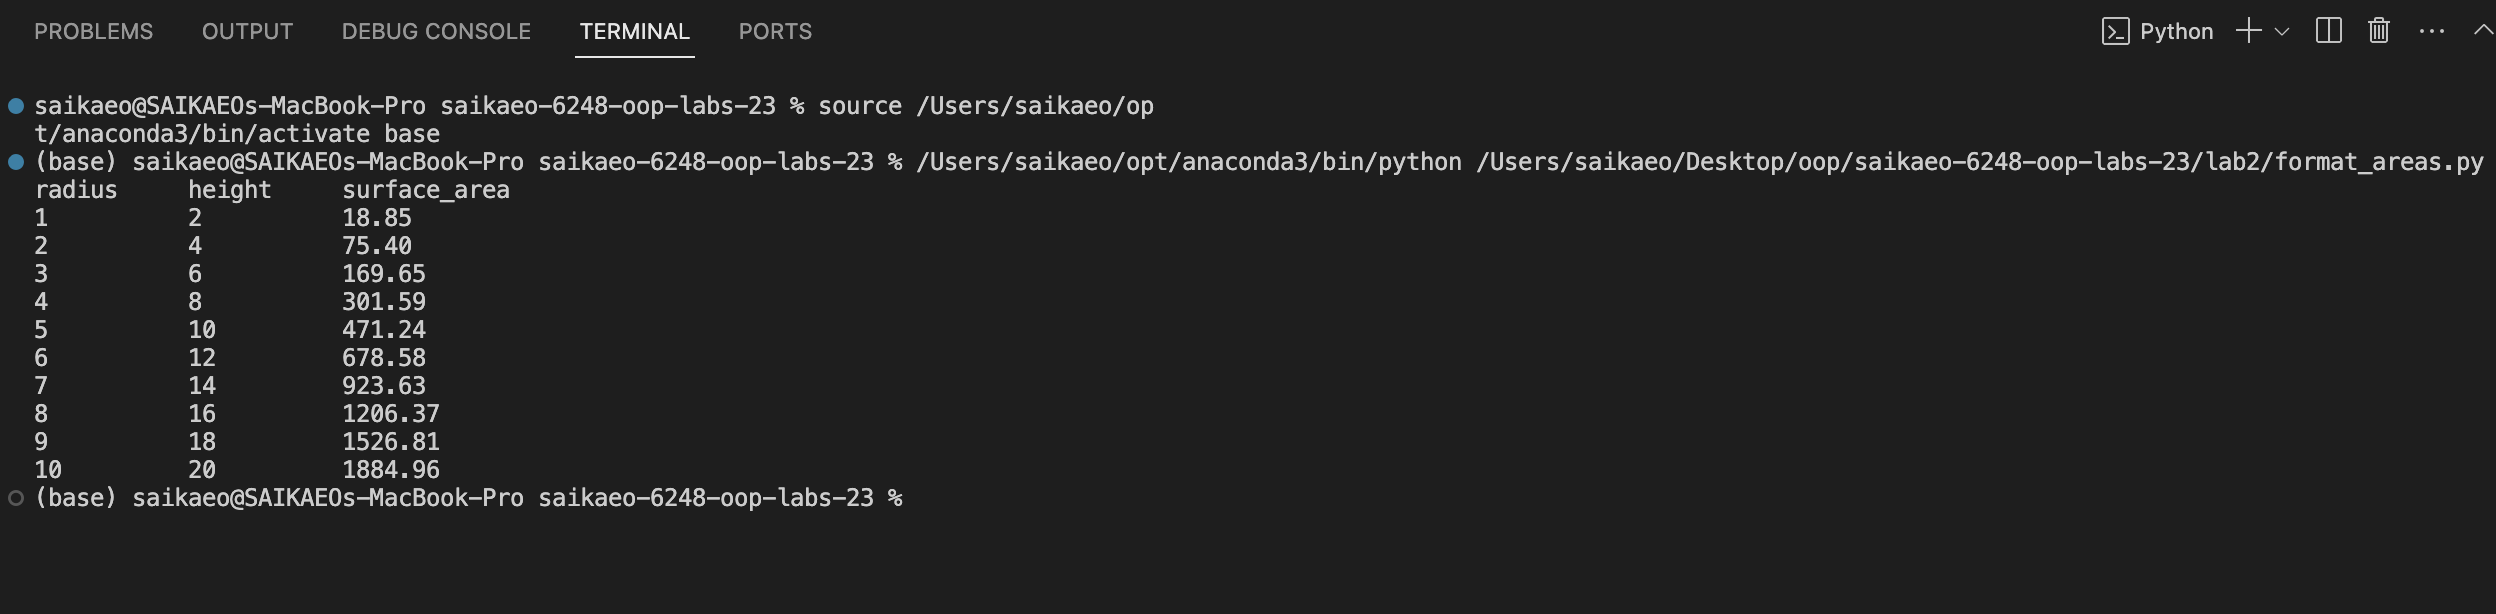 PROBLEMS OUTPUT DEBUG CONSOLE TERMINAL PORTS Python
saikaeo@SAIKAEOs-MacBook-Pro saikaeo-6248-oop-labs-23 % source /Users/saikaeo/op
t/anaconda3/bin/activate base
(base) saikaeo@SAIKAEOs-MacBook-Pro saikaeo-6248-oop-labs-23 % /Users/saikaeo/opt/anaconda3/bin/python /Users/saikaeo/Desktop/oop/saikaeo-6248-oop-labs-23/lab2/format_areas.py
radius height surface_area
1 2 18.85
2 4 75.40
3 6 169.65
4 8 301.59
5 10 471.24
6 12 678.58
7 14 923.63
8 16 1206.37
9 18 1526.81
10 20 1884.96
(base) saikaeo@SAIKAEOs-MacBook-Pro saikaeo-6248-oop-labs-23 %